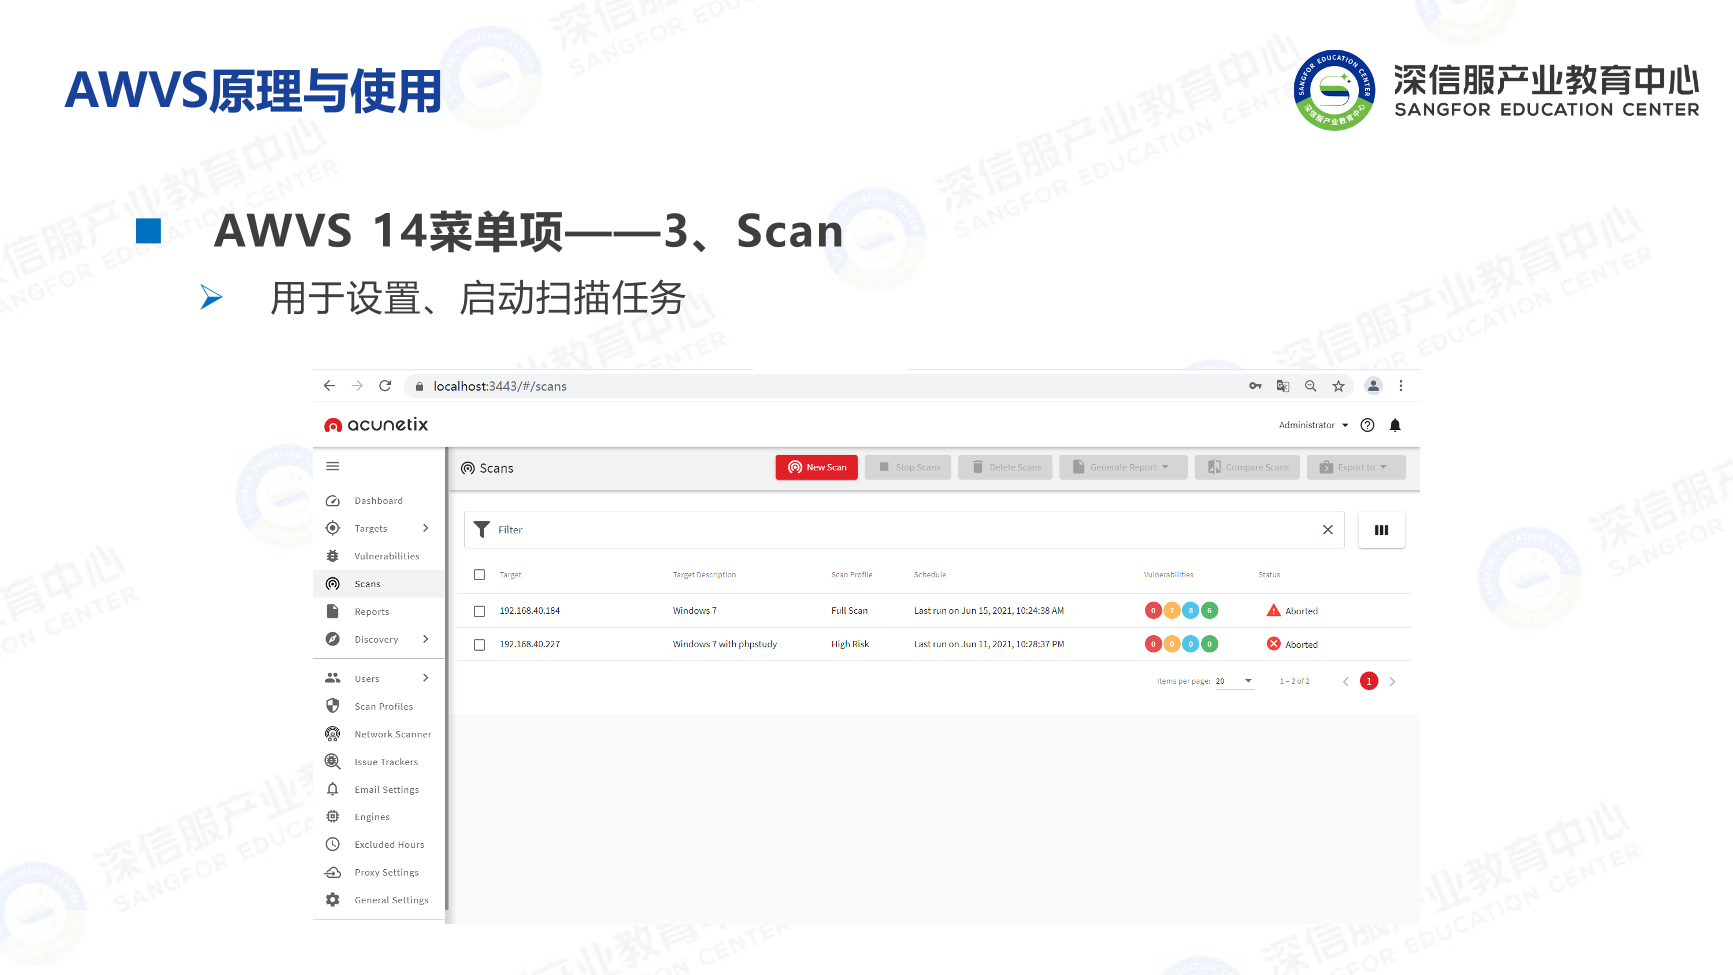 AWVS原理与使用
深信服产业教育中心
SANGFOR EDUCATION CENTER
AWVS 14菜单项——3、Scan
用于设置、启动扫描任务
localhost:3443/#/scans
acunetix
Administrator
Scans
New Scan
Stop Scans
Delete Scans
Generate Report
Compare Scans
Export to
Dashboard
Targets
Vulnerabilities
Scans
Reports
Discovery
Users
Scan Profiles
Network Scanner
Issue Trackers
Email Settings
Engines
Excluded Hours
Proxy Settings
General Settings
Filter
Target Target Description Scan Profile Schedule Vulnerabilities Status
192.168.40.184 Windows 7 Full Scan Last run on Jun 15, 2021, 10:24:38 AM 0 7 8 6 Aborted
192.168.40.227 Windows 7 with phpstudy High Risk Last run on Jun 11, 2021, 10:28:37 PM 0 0 0 0 Aborted
Items per page: 20 1 – 2 of 2 1